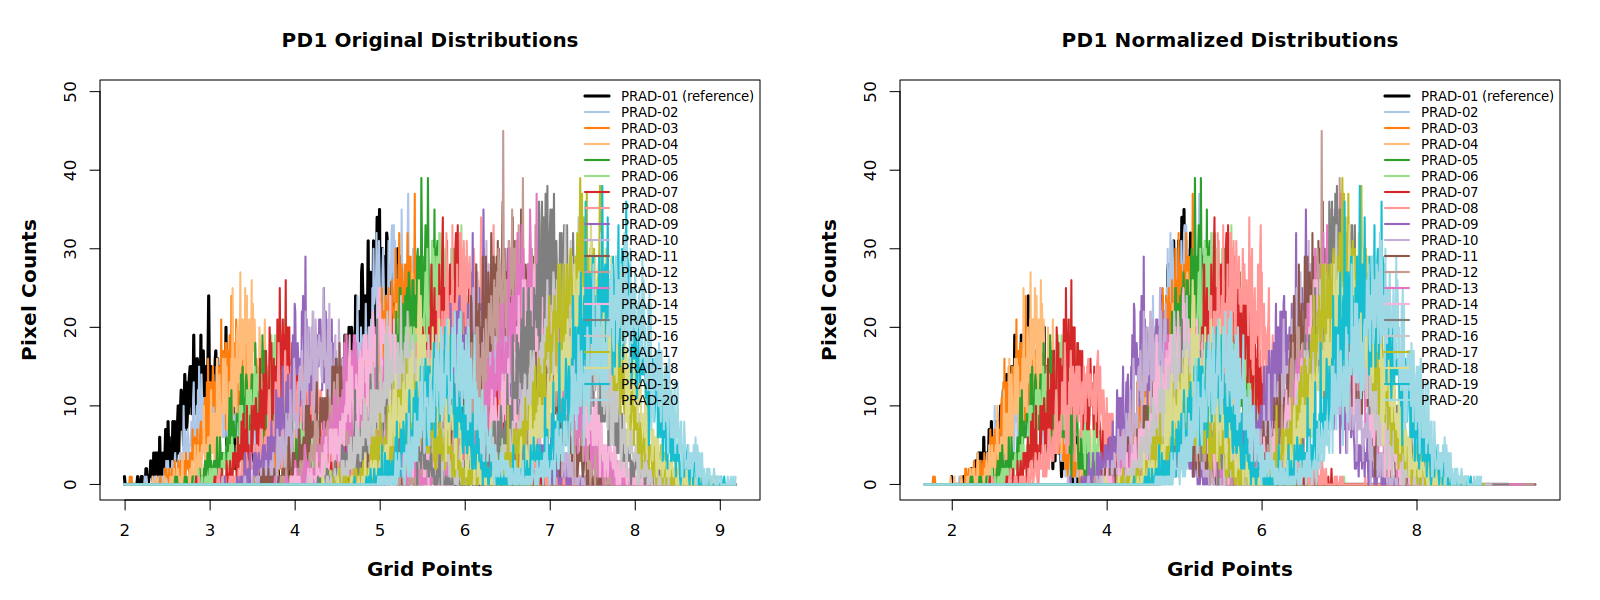 PD1 Original Distributions
50
40
30
20
10
0
Pixel Counts
2 3 4 5 6 7 8 9
Grid Points
PRAD-01 (reference)
PRAD-02
PRAD-03
PRAD-04
PRAD-05
PRAD-06
PRAD-07
PRAD-08
PRAD-09
PRAD-10
PRAD-11
PRAD-12
PRAD-13
PRAD-14
PRAD-15
PRAD-16
PRAD-17
PRAD-18
PRAD-19
PRAD-20
PD1 Normalized Distributions
50
40
30
20
10
0
Pixel Counts
2 4 6 8
Grid Points
PRAD-01 (reference)
PRAD-02
PRAD-03
PRAD-04
PRAD-05
PRAD-06
PRAD-07
PRAD-08
PRAD-09
PRAD-10
PRAD-11
PRAD-12
PRAD-13
PRAD-14
PRAD-15
PRAD-16
PRAD-17
PRAD-18
PRAD-19
PRAD-20